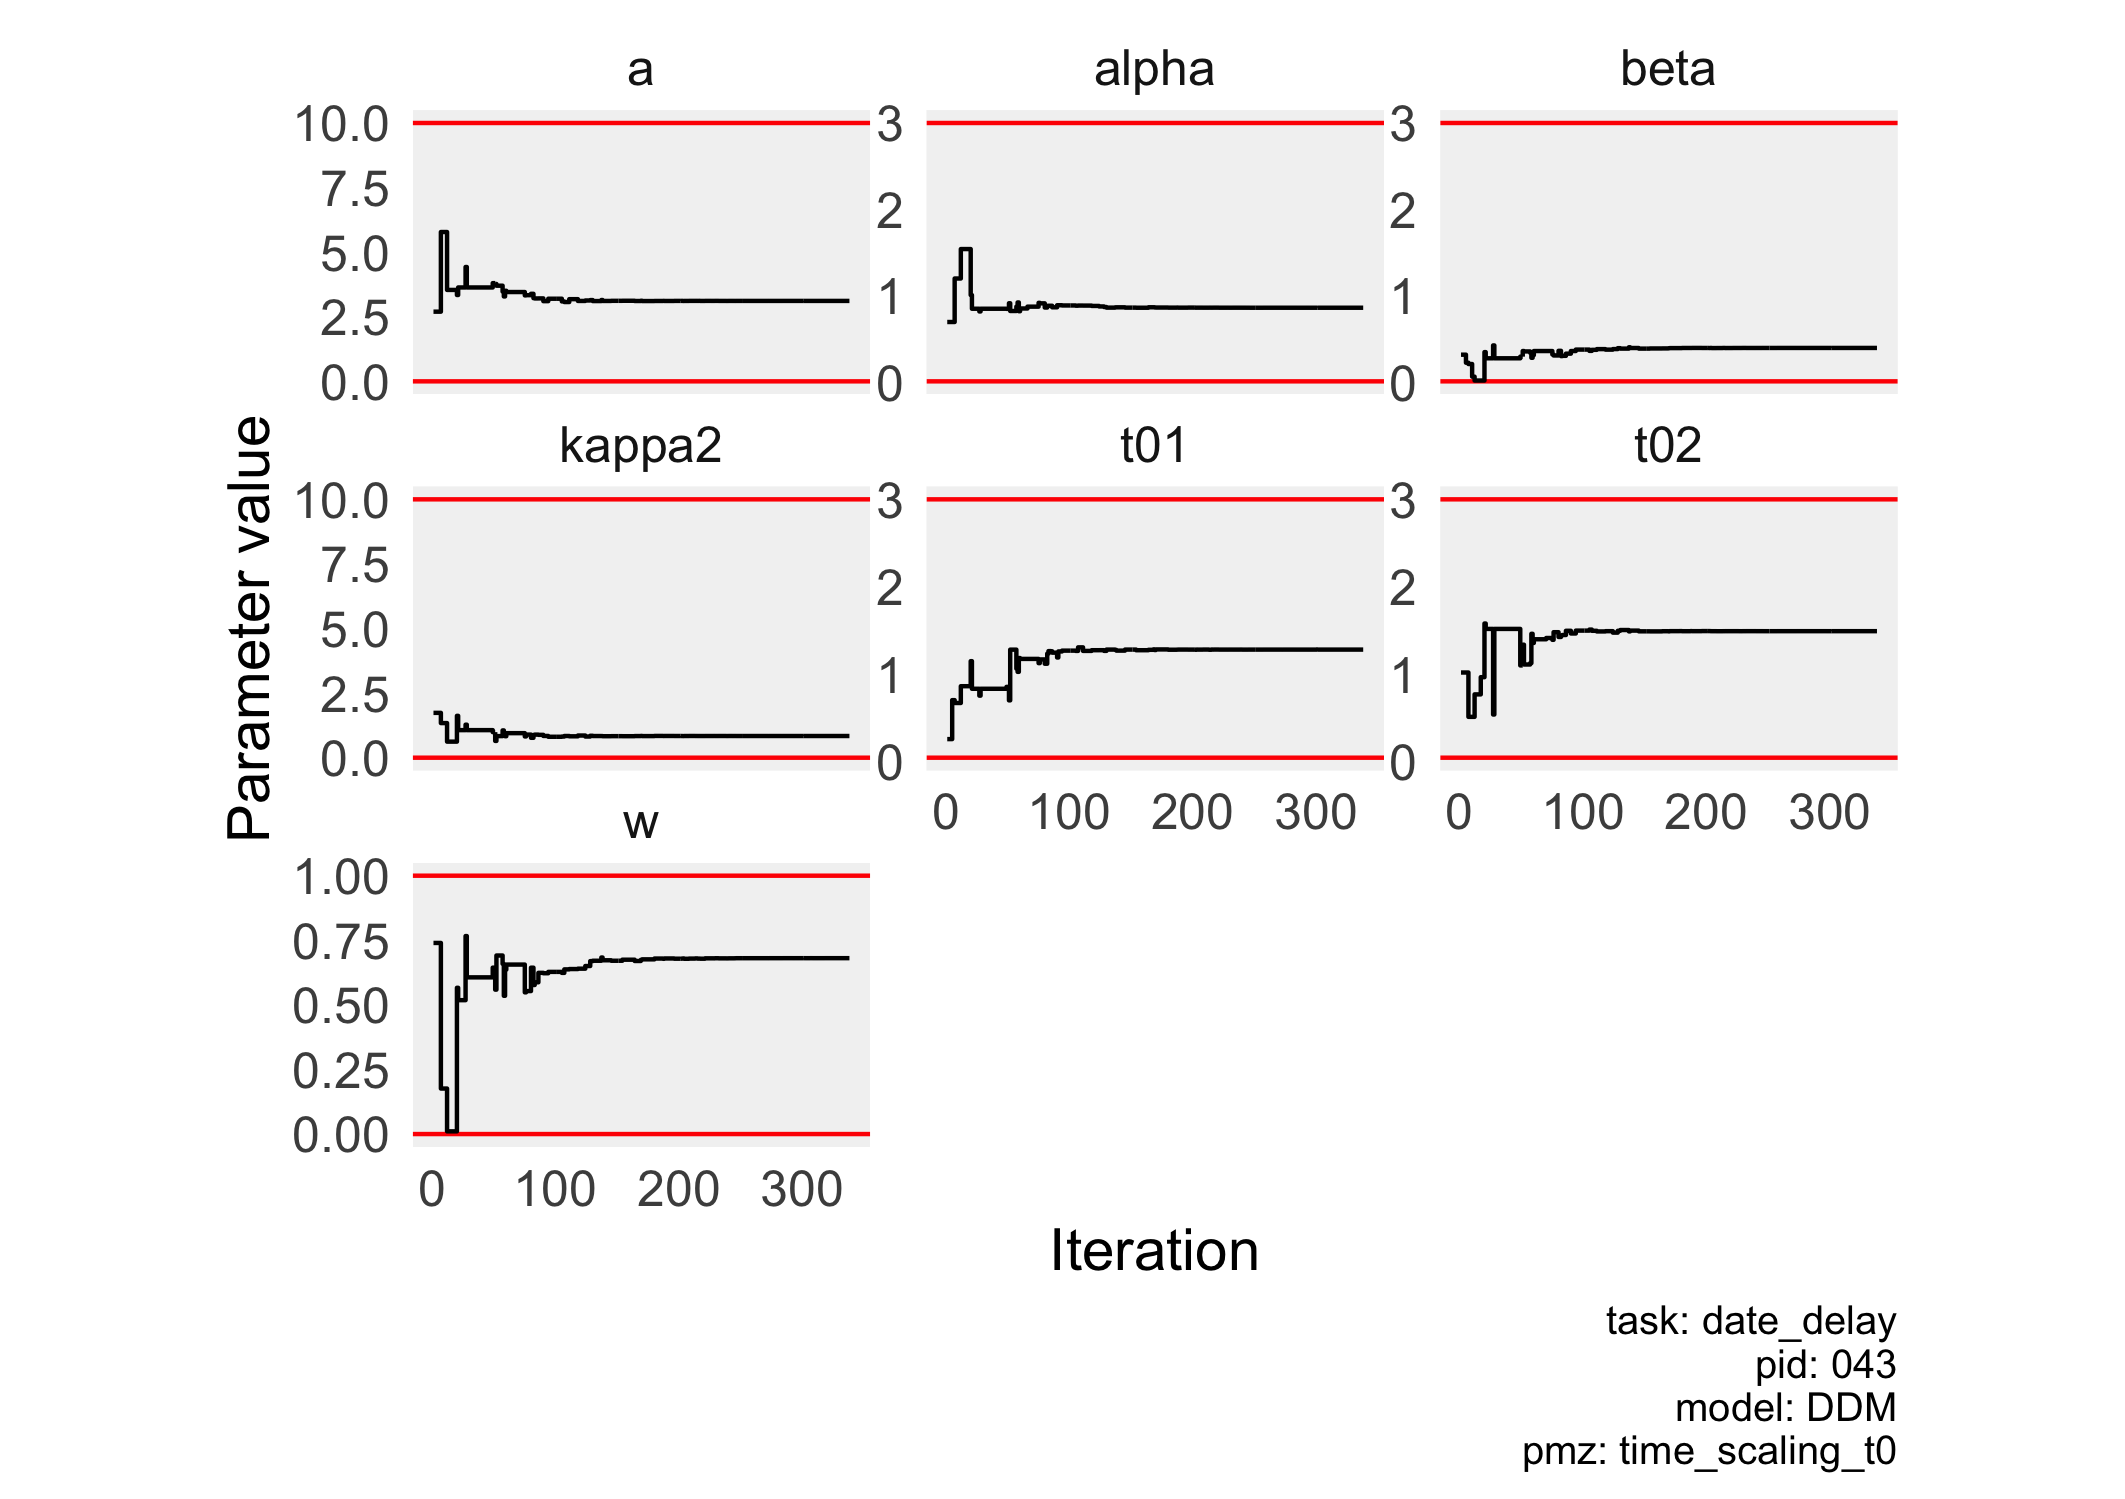 a alpha beta
10.0 3 3
7.5
2 2
5.0
1 1
2.5
0.0 0 0
kappa2 t01 t02
10.0 3 3
7.5
2 2
5.0
1 1
2.5
0.0 0 0
0 100 200 300 0 100 200 300
w
1.00
0.75
0.50
0.25
0.00
0 100 200 300
Parameter value
Iteration
task: date_delay
pid: 043
model: DDM
pmz: time_scaling_t0